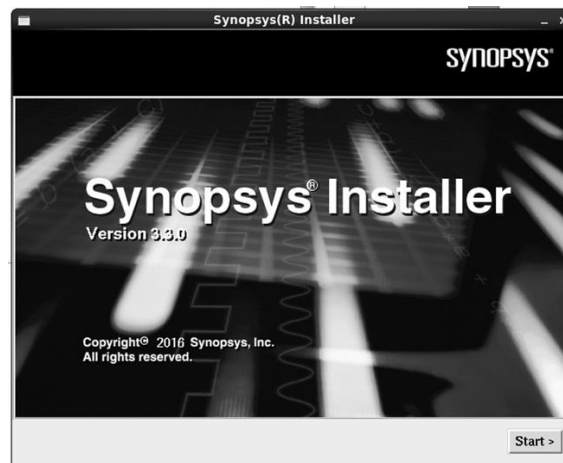 Synopsys(R) Installer
SYNOPSYS®
Synopsys® Installer
Version 3.3.0
Copyright© 2016 Synopsys, Inc.
All rights reserved.
Start >